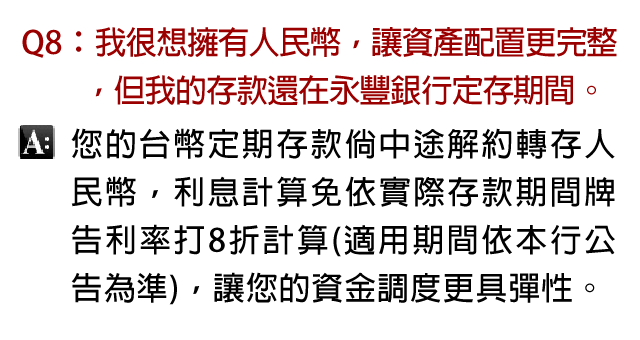 Q8：我很想擁有人民幣，讓資產配置更完整
，但我的存款還在永豐銀行定存期間。
A: 您的台幣定期存款倘中途解約轉存人
民幣，利息計算免依實際存款期間牌
告利率打8折計算(適用期間依本行公
告為準)，讓您的資金調度更具彈性。